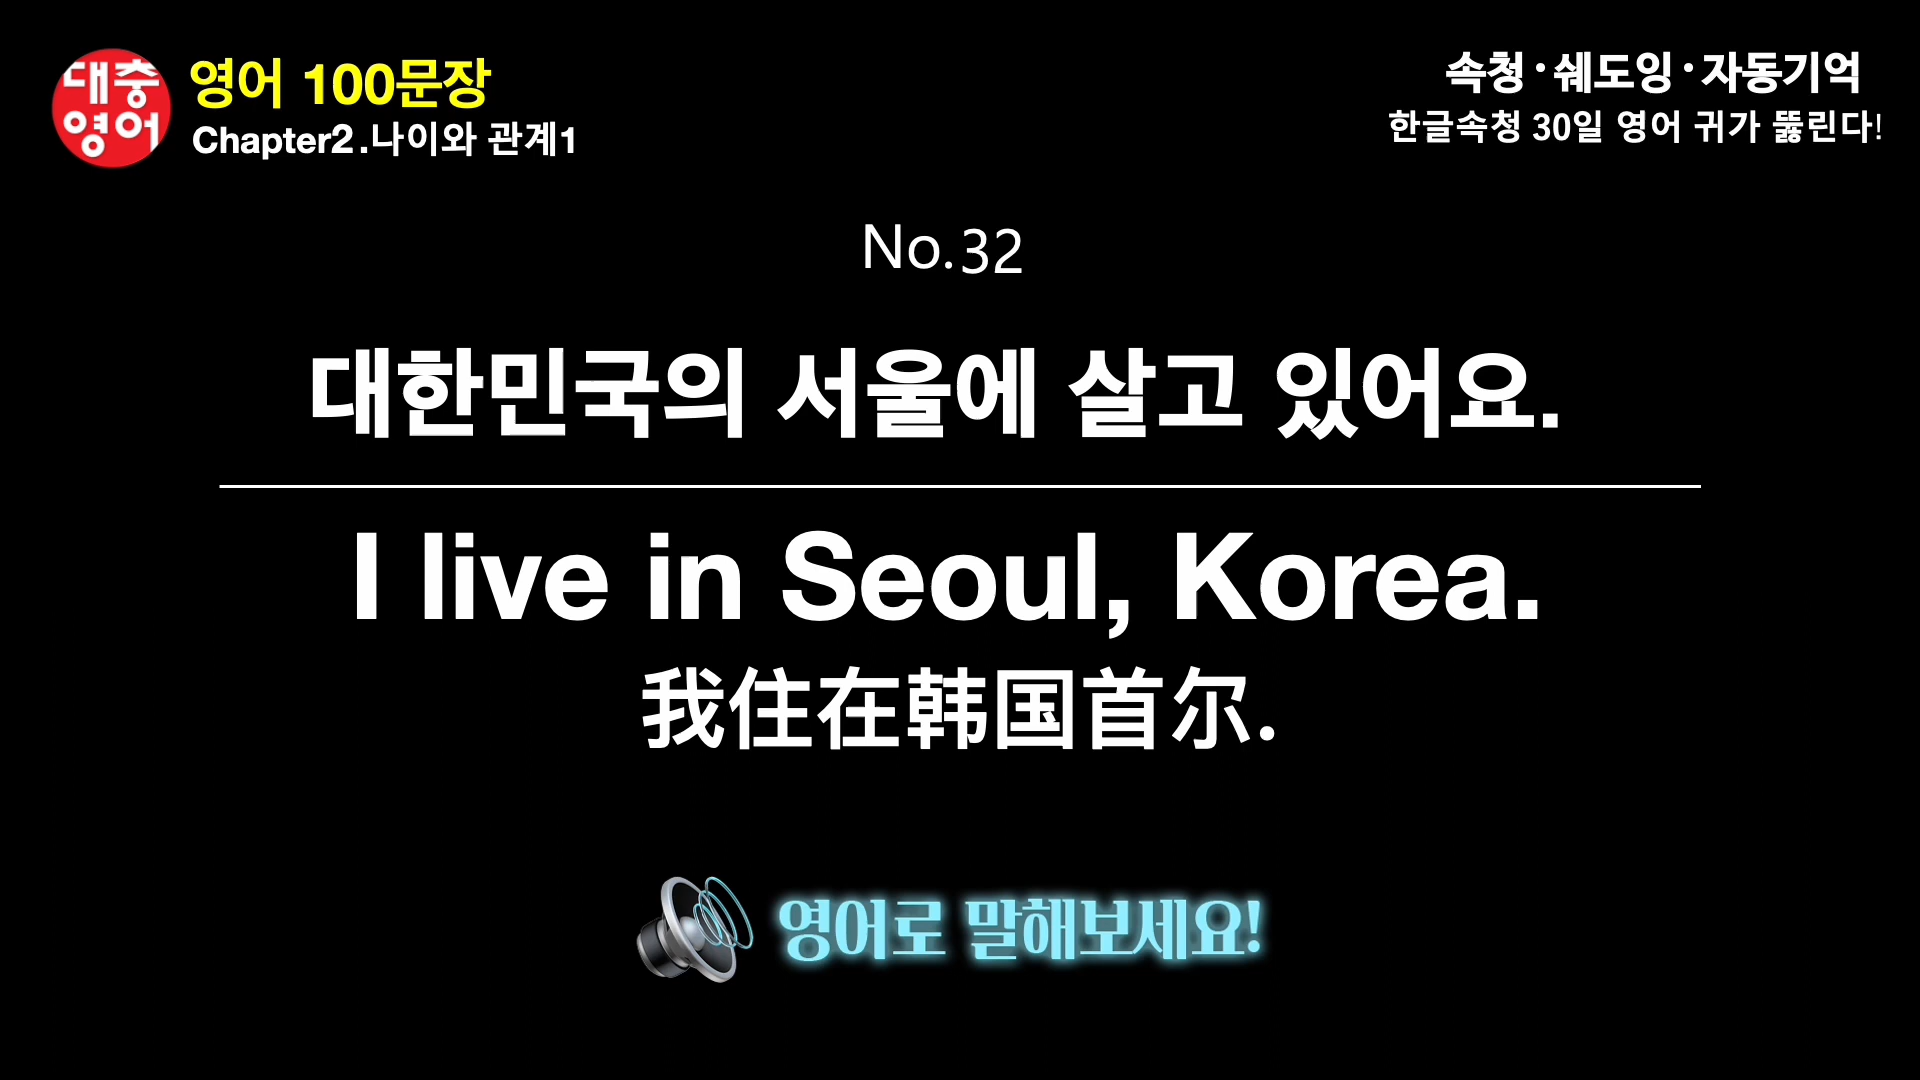 대충
영어
영어 100문장
Chapter2.나이와 관계1
속청·쉐도잉·자동기억
한글속청 30일 영어 귀가 뚫린다!
No.32
대한민국의 서울에 살고 있어요.
I live in Seoul, Korea.
我住在韩国首尔.
영어로 말해보세요!